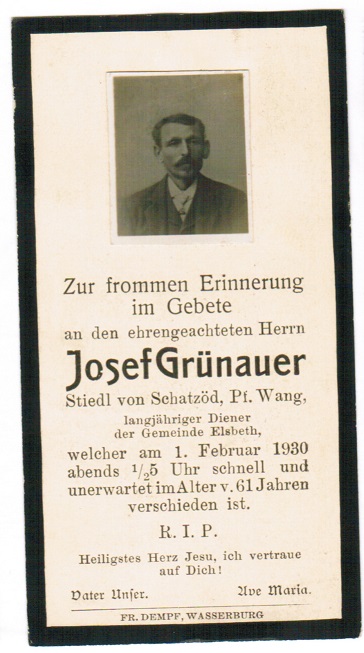 Zur frommen Erinnerung
im Gebete
an den ehrengeachteten Herrn
Josef Grünauer
Stiedl von Schatzöd, Pf. Wang,
langjähriger Diener
der Gemeinde Elsbeth,
welcher am 1. Februar 1930
abends 1/25 Uhr schnell und
unerwartet im Alter v. 61 Jahren
verschieden ist.
R. I. P.
Heiligstes Herz Jesu, ich vertraue
auf Dich!
Vater Unser. Ave Maria.
FR. DEMPF, WASSERBURG